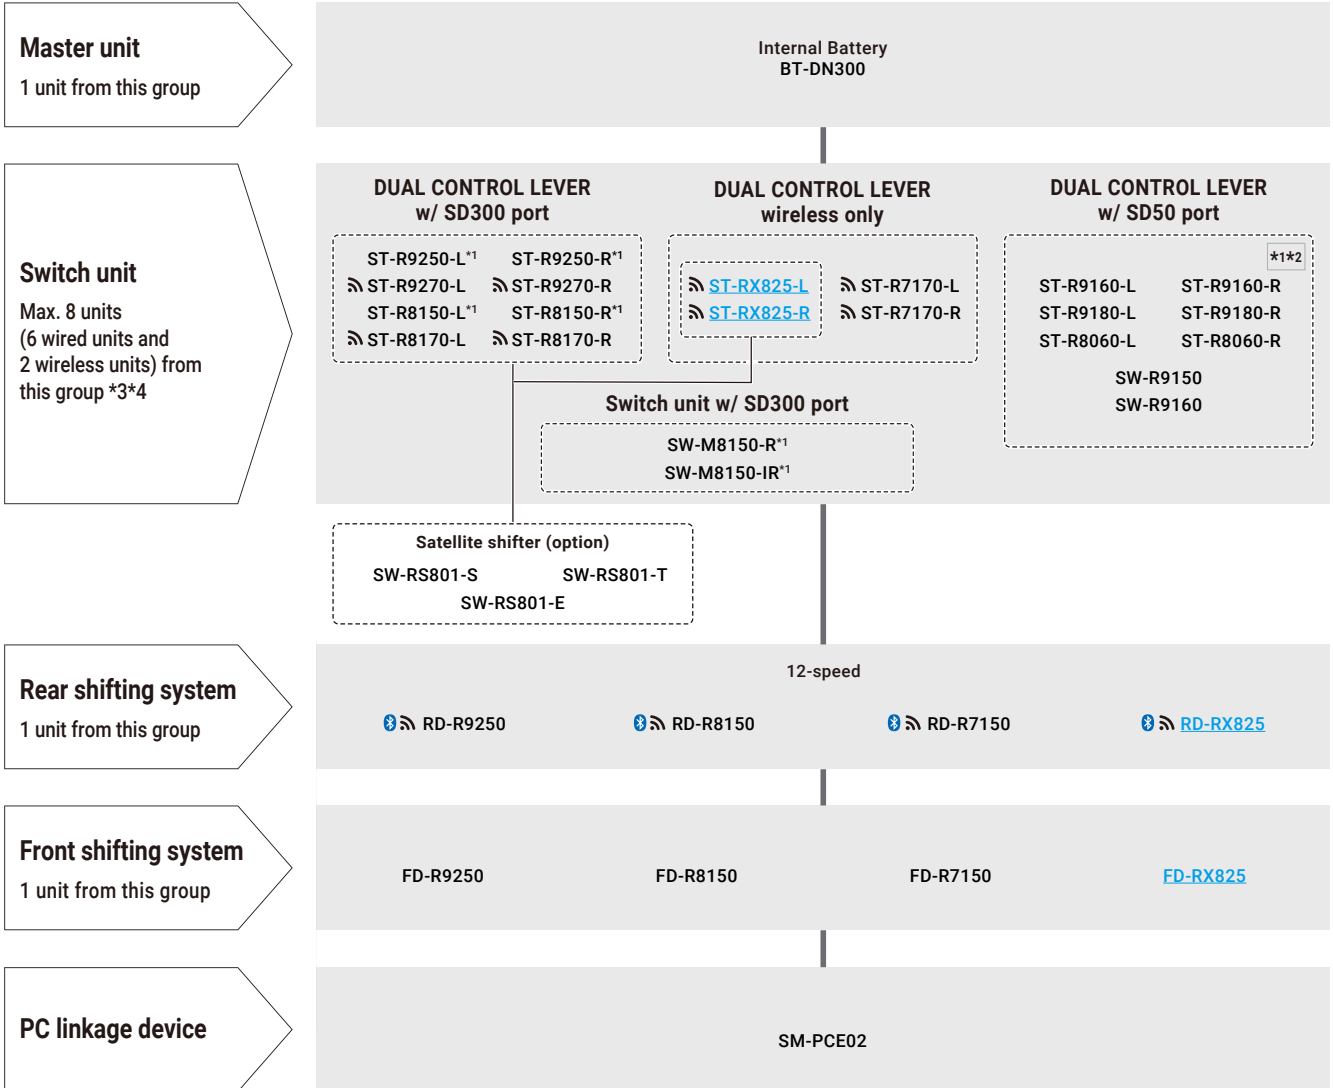 Master unit
1 unit from this group
Internal Battery
BT-DN300
Switch unit
Max. 8 units
(6 wired units and
2 wireless units) from
this group *3*4
DUAL CONTROL LEVER
w/ SD300 port
ST-R9250-L*1 ST-R9250-R*1
ST-R9270-L ST-R9270-R
ST-R8150-L*1 ST-R8150-R*1
ST-R8170-L ST-R8170-R
DUAL CONTROL LEVER
wireless only
ST-RX825-L ST-R7170-L
ST-RX825-R ST-R7170-R
DUAL CONTROL LEVER
w/ SD50 port
*1*2
ST-R9160-L ST-R9160-R
ST-R9180-L ST-R9180-R
ST-R8060-L ST-R8060-R
SW-R9150
SW-R9160
Switch unit w/ SD300 port
SW-M8150-R*1
SW-M8150-IR*1
Satellite shifter (option)
SW-RS801-S SW-RS801-T
SW-RS801-E
Rear shifting system
1 unit from this group
12-speed
RD-R9250 RD-R8150 RD-R7150 RD-RX825
Front shifting system
1 unit from this group
FD-R9250 FD-R8150 FD-R7150 FD-RX825
PC linkage device
SM-PCE02